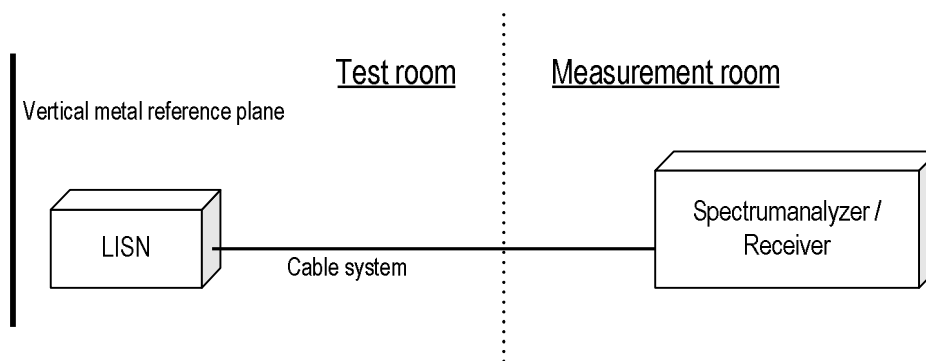 Test room
Measurement room
Vertical metal reference plane
LISN
Spectrumanalyzer /
Receiver
Cable system